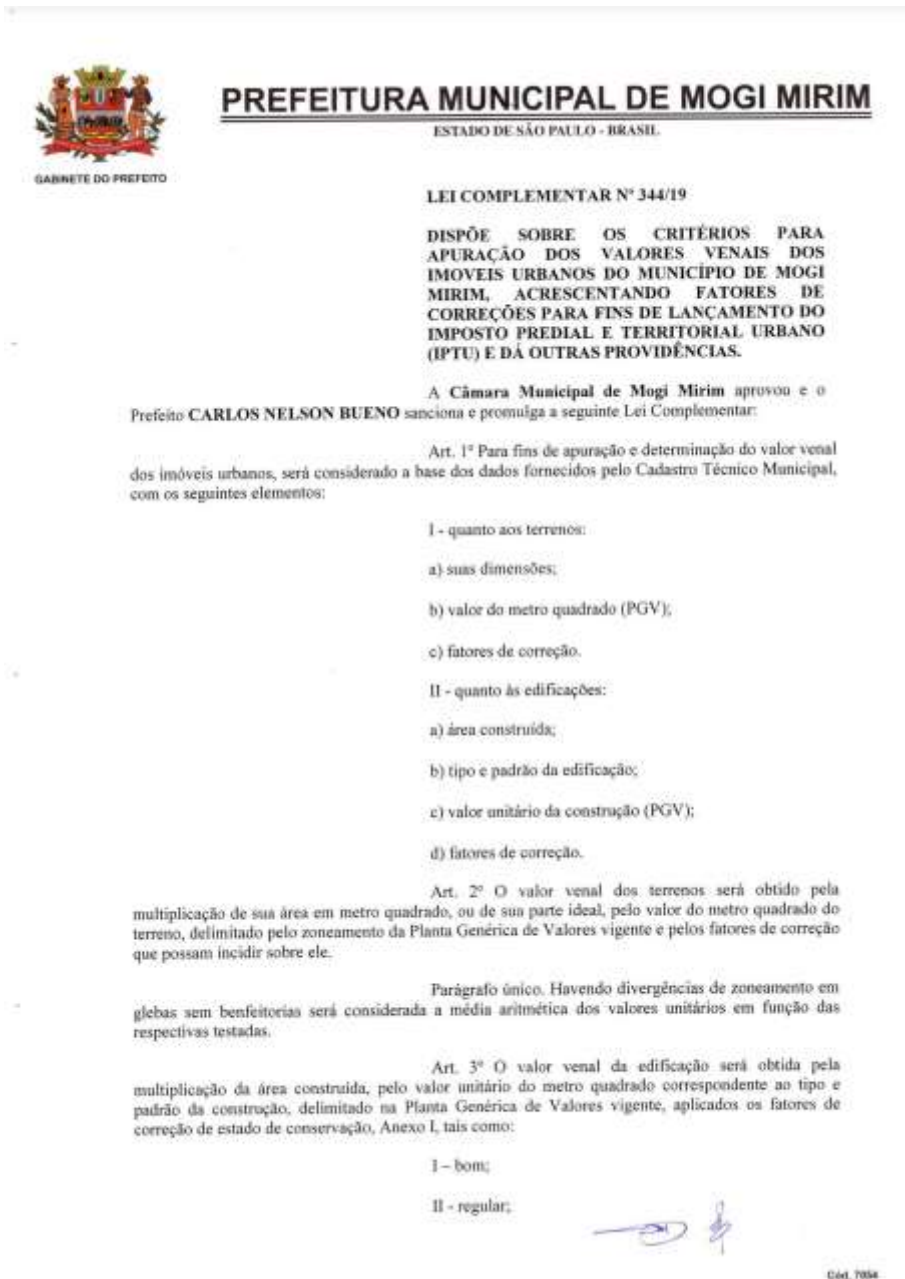 PREFEITURA MUNICIPAL DE MOGI MIRIM
ESTADO DE SÃO PAULO - BRASIL
GABINETE DO PREFEITO
LEI COMPLEMENTAR Nº 344/19
DISPÕE SOBRE OS CRITÉRIOS PARA
APURAÇÃO DOS VALORES VENAIS DOS
IMOVEIS URBANOS DO MUNICÍPIO DE MOGI
MIRIM, ACRESCENTANDO FATORES DE
CORREÇÕES PARA FINS DE LANÇAMENTO DO
IMPOSTO PREDIAL E TERRITORIAL URBANO
(IPTU) E DÁ OUTRAS PROVIDÊNCIAS.
A Câmara Municipal de Mogi Mirim aprovou e o
Prefeito CARLOS NELSON BUENO sanciona e promulga a seguinte Lei Complementar:
Art. 1º Para fins de apuração e determinação do valor venal
dos imóveis urbanos, será considerado a base dos dados fornecidos pelo Cadastro Técnico Municipal,
com os seguintes elementos:
I - quanto aos terrenos:
a) suas dimensões;
b) valor do metro quadrado (PGV);
c) fatores de correção.
II - quanto às edificações:
a) área construída;
b) tipo e padrão da edificação;
c) valor unitário da construção (PGV);
d) fatores de correção.
Art. 2º O valor venal dos terrenos será obtido pela
multiplicação de sua área em metro quadrado, ou de sua parte ideal, pelo valor do metro quadrado do
terreno, delimitado pelo zoneamento da Planta Genérica de Valores vigente e pelos fatores de correção
que possam incidir sobre ele.
Parágrafo único. Havendo divergências de zoneamento em
glebas sem benfeitorias será considerada a média aritmética dos valores unitários em função das
respectivas testadas.
Art. 3º O valor venal da edificação será obtida pela
multiplicação da área construída, pelo valor unitário do metro quadrado correspondente ao tipo e
padrão da construção, delimitado na Planta Genérica de Valores vigente, aplicados os fatores de
correção de estado de conservação, Anexo I, tais como:
I – bom;
II - regular;
Cód. 7054